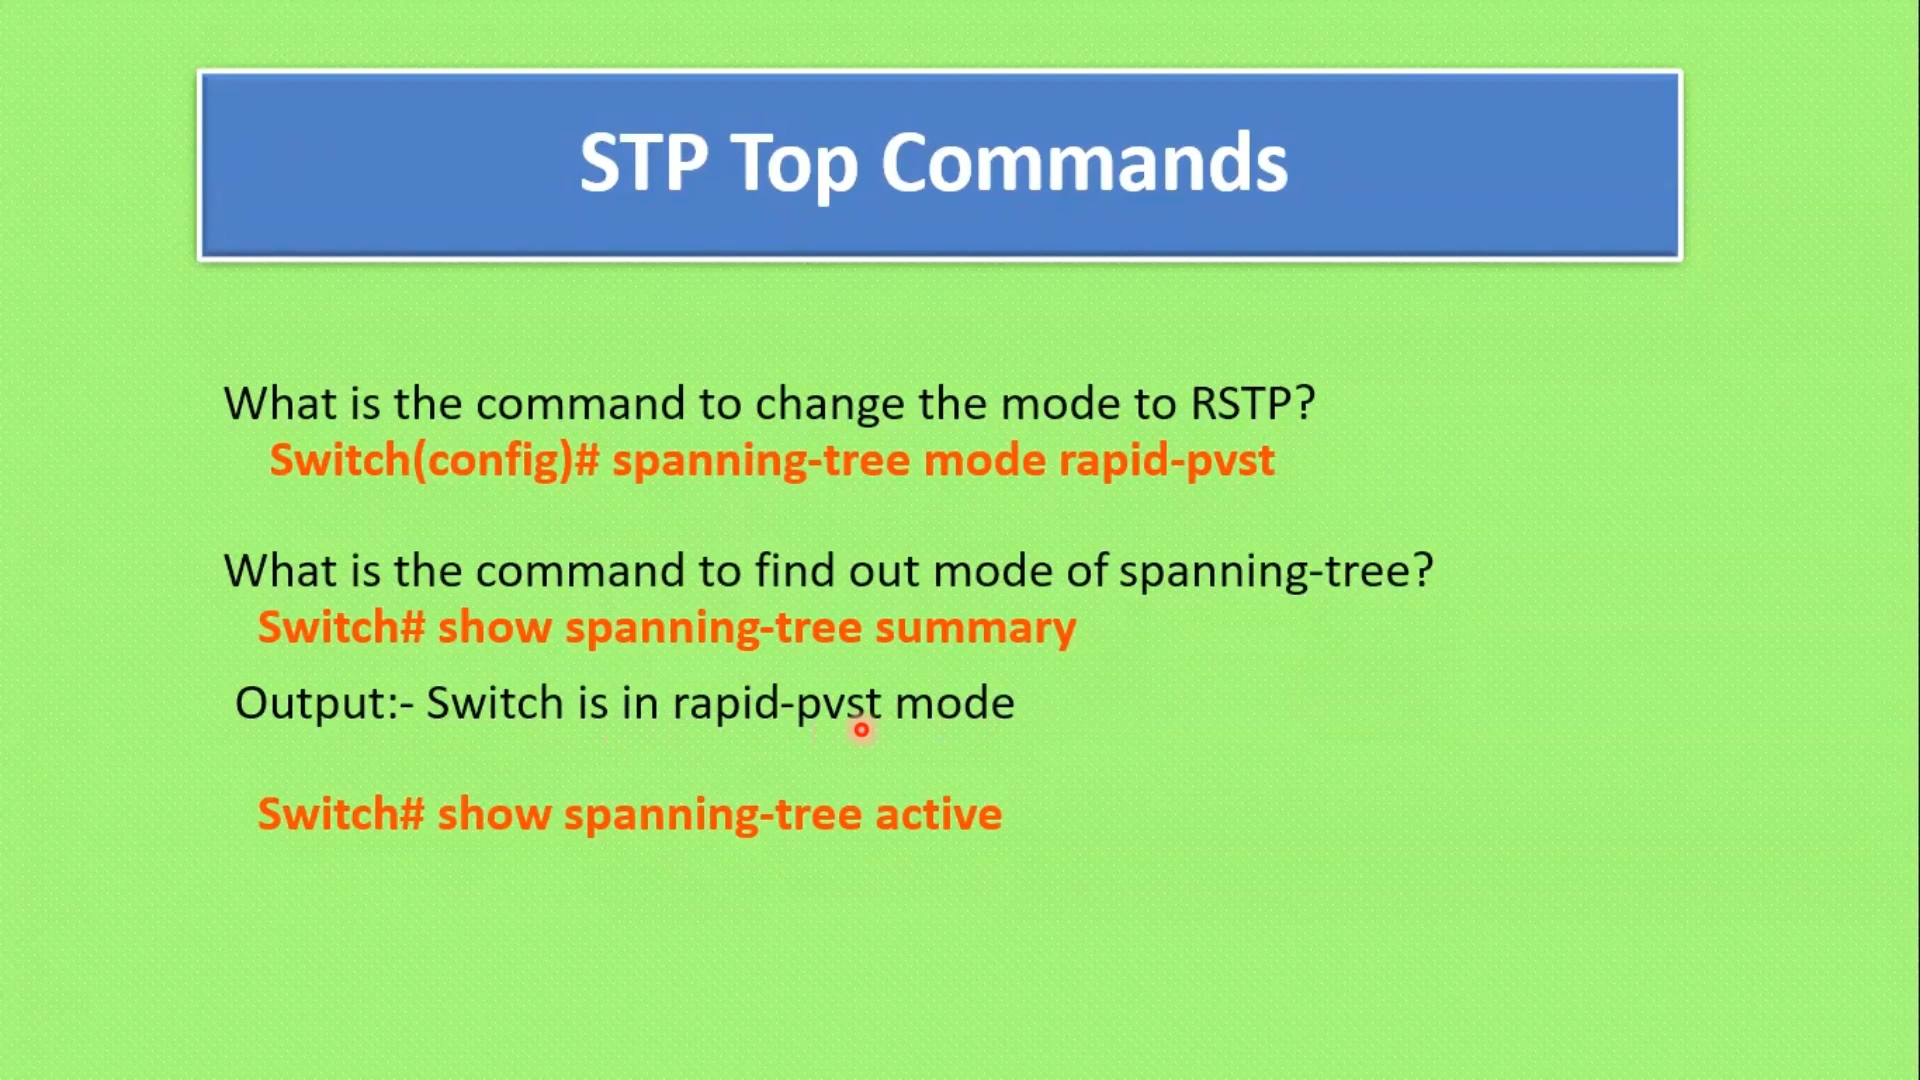 STP Top Commands
What is the command to change the mode to RSTP?
Switch(config)# spanning-tree mode rapid-pvst
What is the command to find out mode of spanning-tree?
Switch# show spanning-tree summary
Output:- Switch is in rapid-pvst mode
Switch# show spanning-tree active